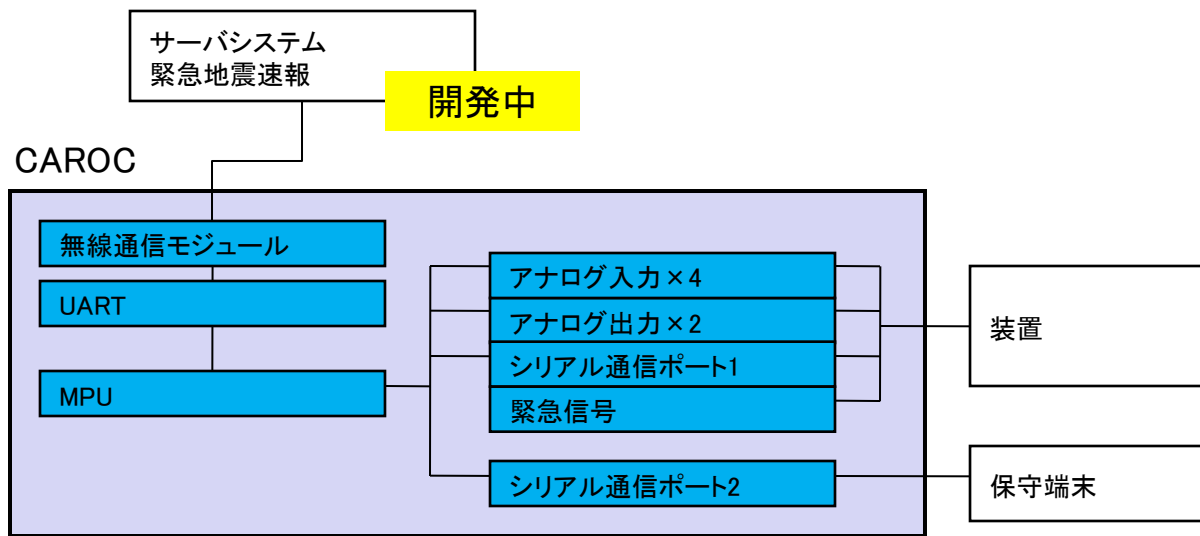 サーバシステム
緊急地震速報
開発中
CAROC
無線通信モジュール
UART
MPU
アナログ入力×4
アナログ出力×2
シリアル通信ポート1
緊急信号
シリアル通信ポート2
装置
保守端末